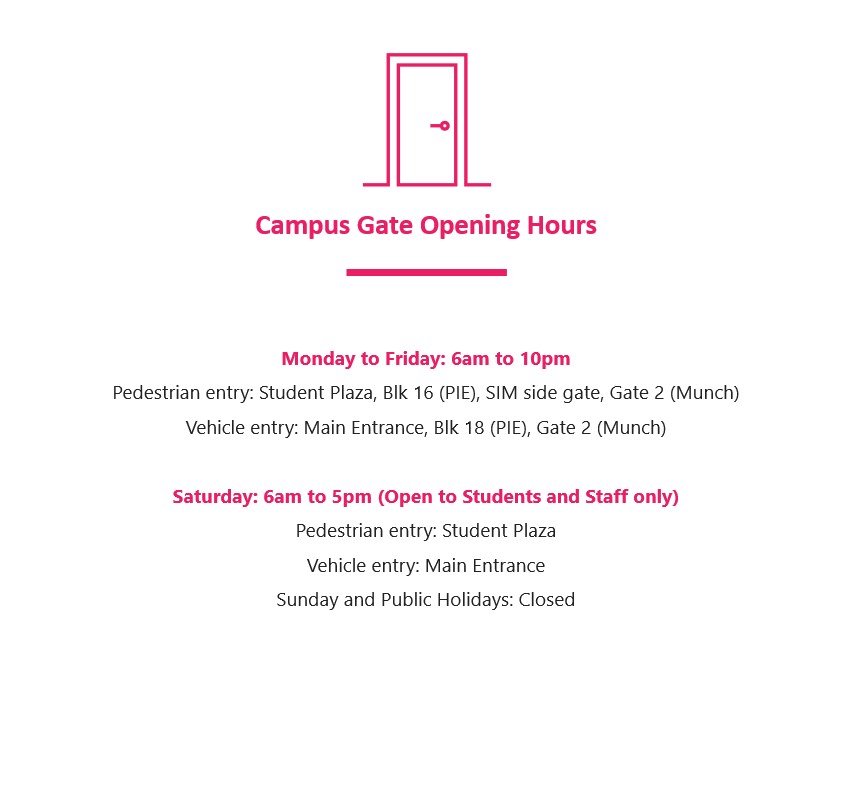 Campus Gate Opening Hours
Monday to Friday: 6am to 10pm
Pedestrian entry: Student Plaza, Blk 16 (PIE), SIM side gate, Gate 2 (Munch)
Vehicle entry: Main Entrance, Blk 18 (PIE), Gate 2 (Munch)
Saturday: 6am to 5pm (Open to Students and Staff only)
Pedestrian entry: Student Plaza
Vehicle entry: Main Entrance
Sunday and Public Holidays: Closed